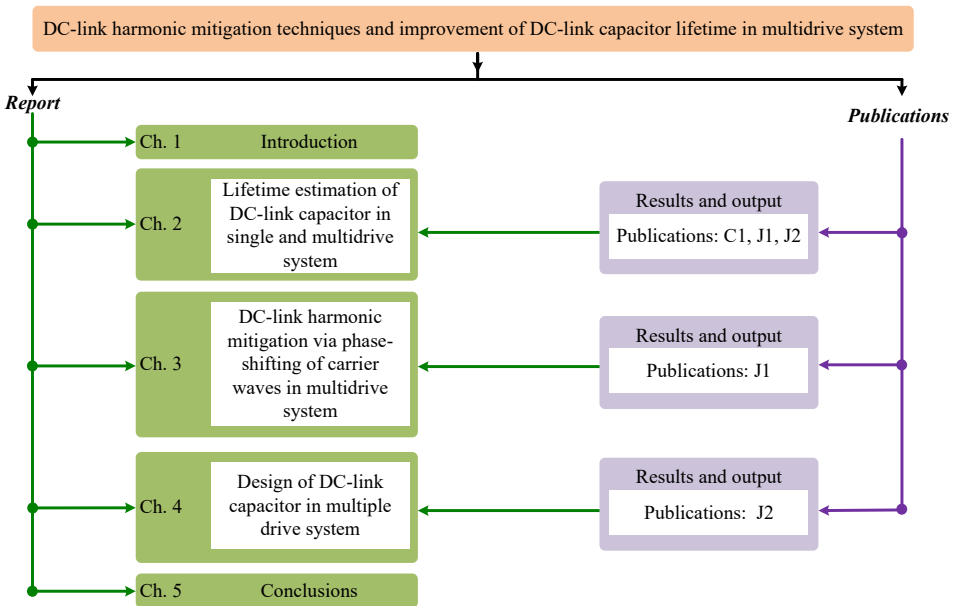 DC-link harmonic mitigation techniques and improvement of DC-link capacitor lifetime in multidrive system
Report
Publications
Ch. 1 Introduction
Ch. 2
Lifetime estimation of
DC-link capacitor in
single and multidrive
system
Results and output
Publications: C1, J1, J2
Ch. 3
DC-link harmonic
mitigation via phase-
shifting of carrier
waves in multidrive
system
Results and output
Publications: J1
Ch. 4
Design of DC-link
capacitor in multiple
drive system
Results and output
Publications: J2
Ch. 5 Conclusions